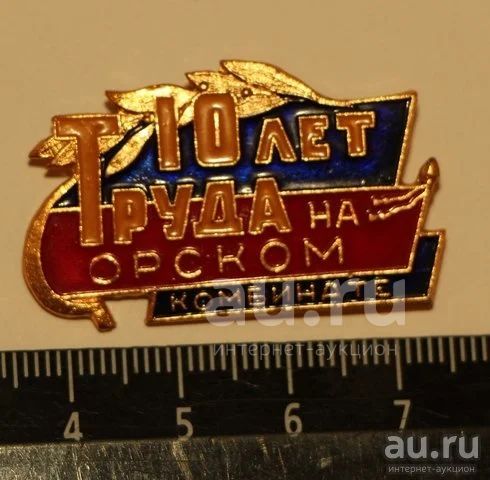 10 ЛЕТ
ТРУДА НА
ОРСКОМ
КОМБИНАТЕ
au.ru
интернет-аукцион
4 5 6 7
au.ru
интернет-аукцион